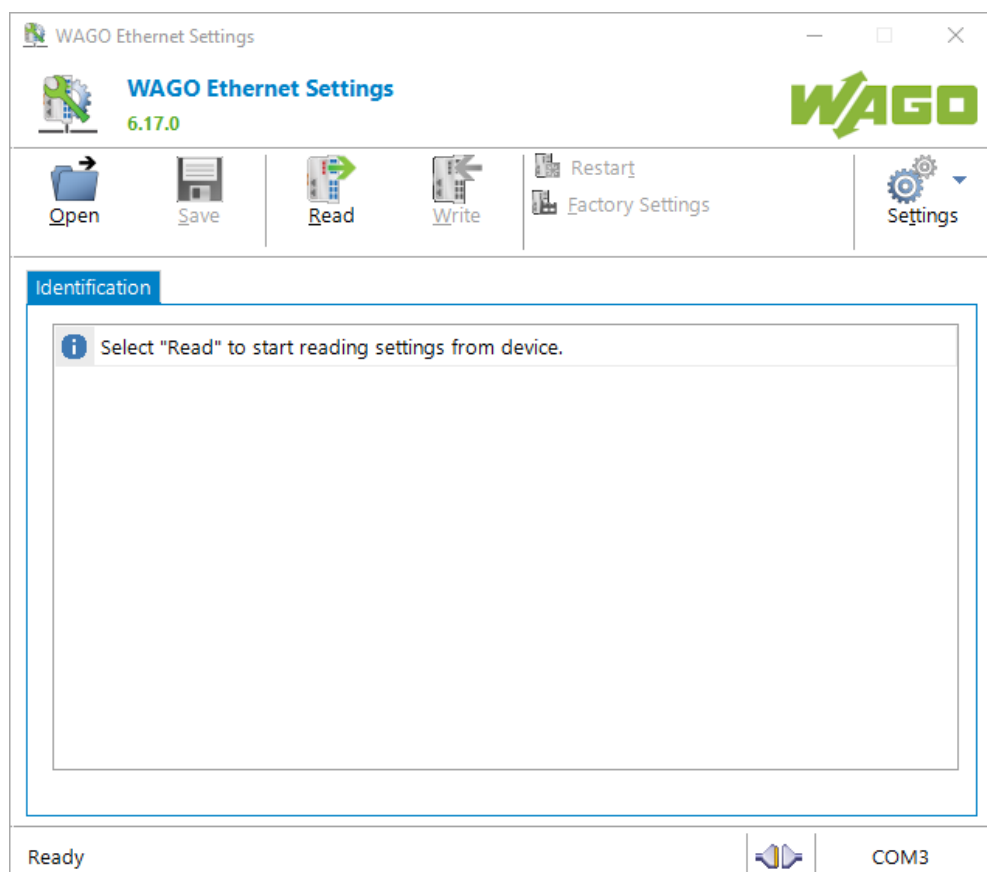 WAGO Ethernet Settings
WAGO Ethernet Settings
6.17.0
WAGO
Open
Save
Read
Write
Restart
Factory Settings
Settings
Identification
Select "Read" to start reading settings from device.
Ready
COM3